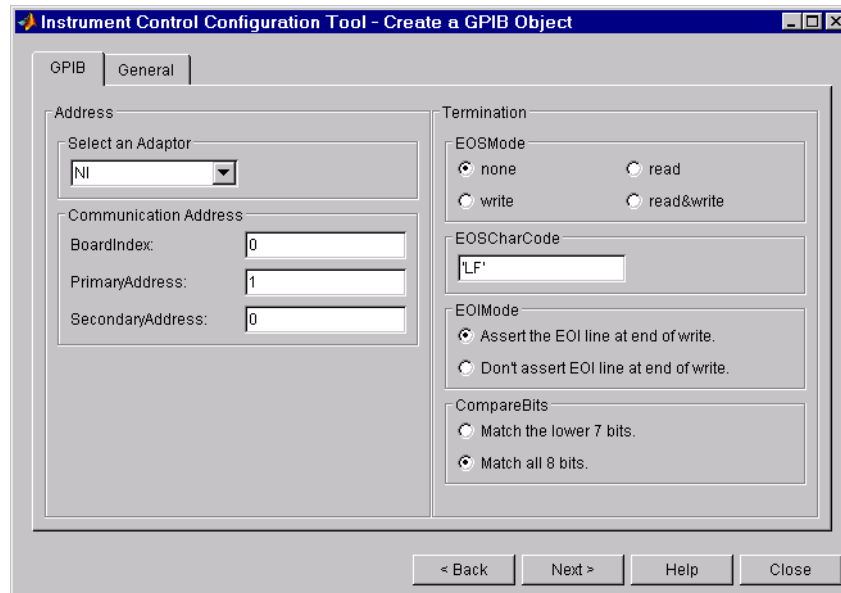 Instrument Control Configuration Tool - Create a GPIB Object
GPIB
General
Address
Select an Adaptor
NI
Communication Address
BoardIndex:
0
PrimaryAddress:
1
SecondaryAddress:
0
Termination
EOSMode
none
read
write
read&write
EOSCharCode
'LF'
EOIMode
Assert the EOI line at end of write.
Don't assert EOI line at end of write.
CompareBits
Match the lower 7 bits.
Match all 8 bits.
< Back
Next >
Help
Close